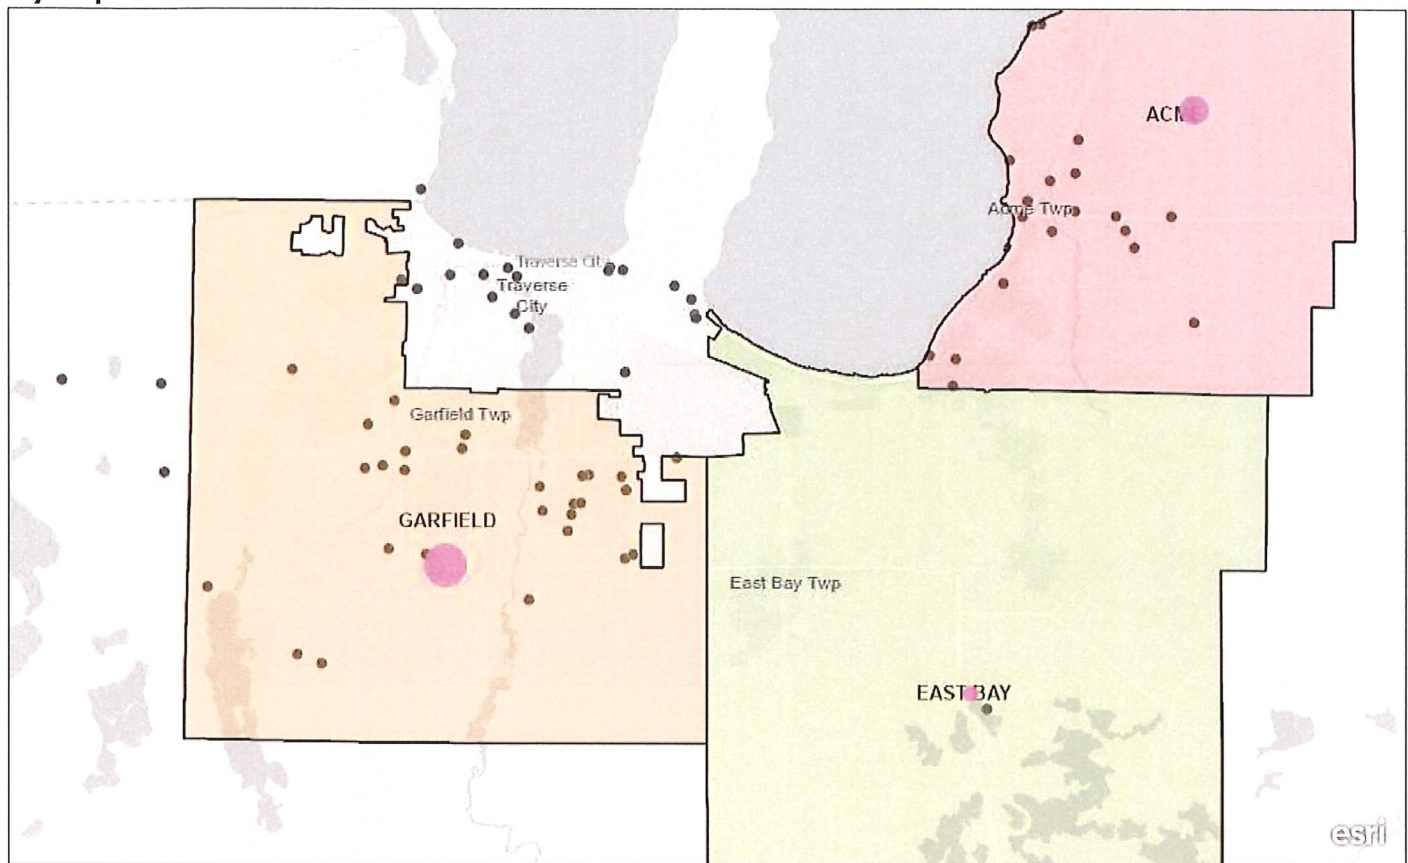 ACM
Acme Twp
Traverse City
Traverse
City
Garfield Twp
GARFIELD
East Bay Twp
EAST BAY
esri